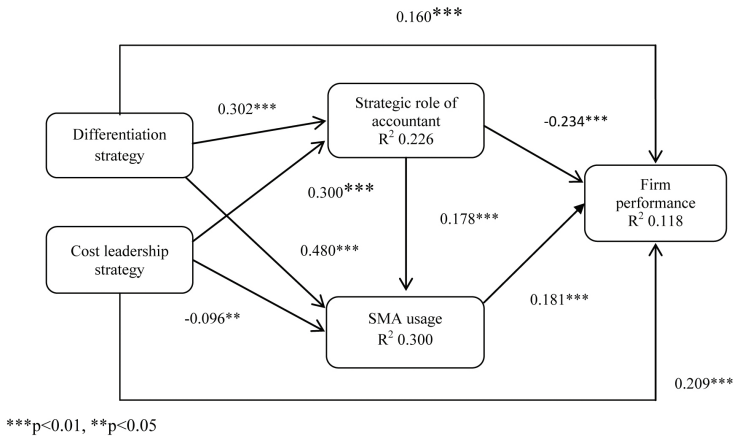 0.160***
Strategic role of
accountant
R² 0.226
0.302***
-0.234***
Differentiation
strategy
Firm
performance
R² 0.118
0.300***
0.178***
Cost leadership
strategy
0.480***
SMA usage
R² 0.300
-0.096**
0.181***
0.209***
***p<0.01, **p<0.05